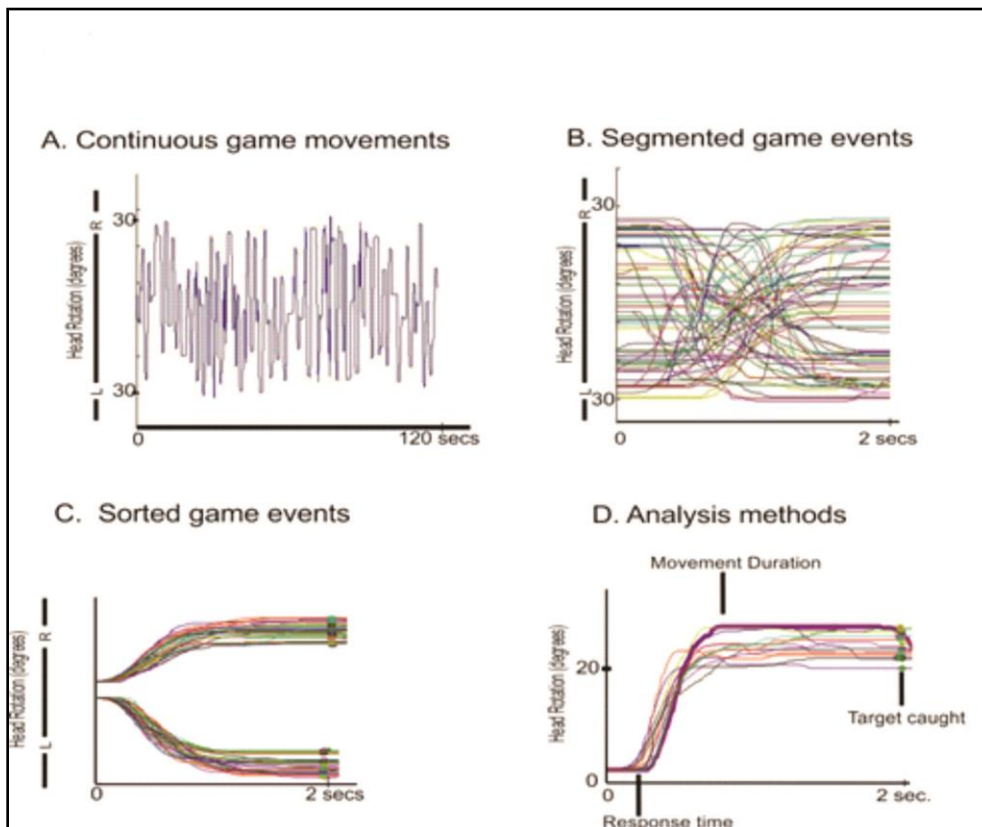 A. Continuous game movements
Head Rotation (degrees)
L
R
30
30
0
120 secs
B. Segmented game events
Head Rotation (degrees)
L
R
30
30
0
2 secs
C. Sorted game events
Head Rotation (degrees)
L
R
0
2 secs
D. Analysis methods
Movement Duration
Head Rotation (degrees)
20
0
Target caught
2 sec.
Response time